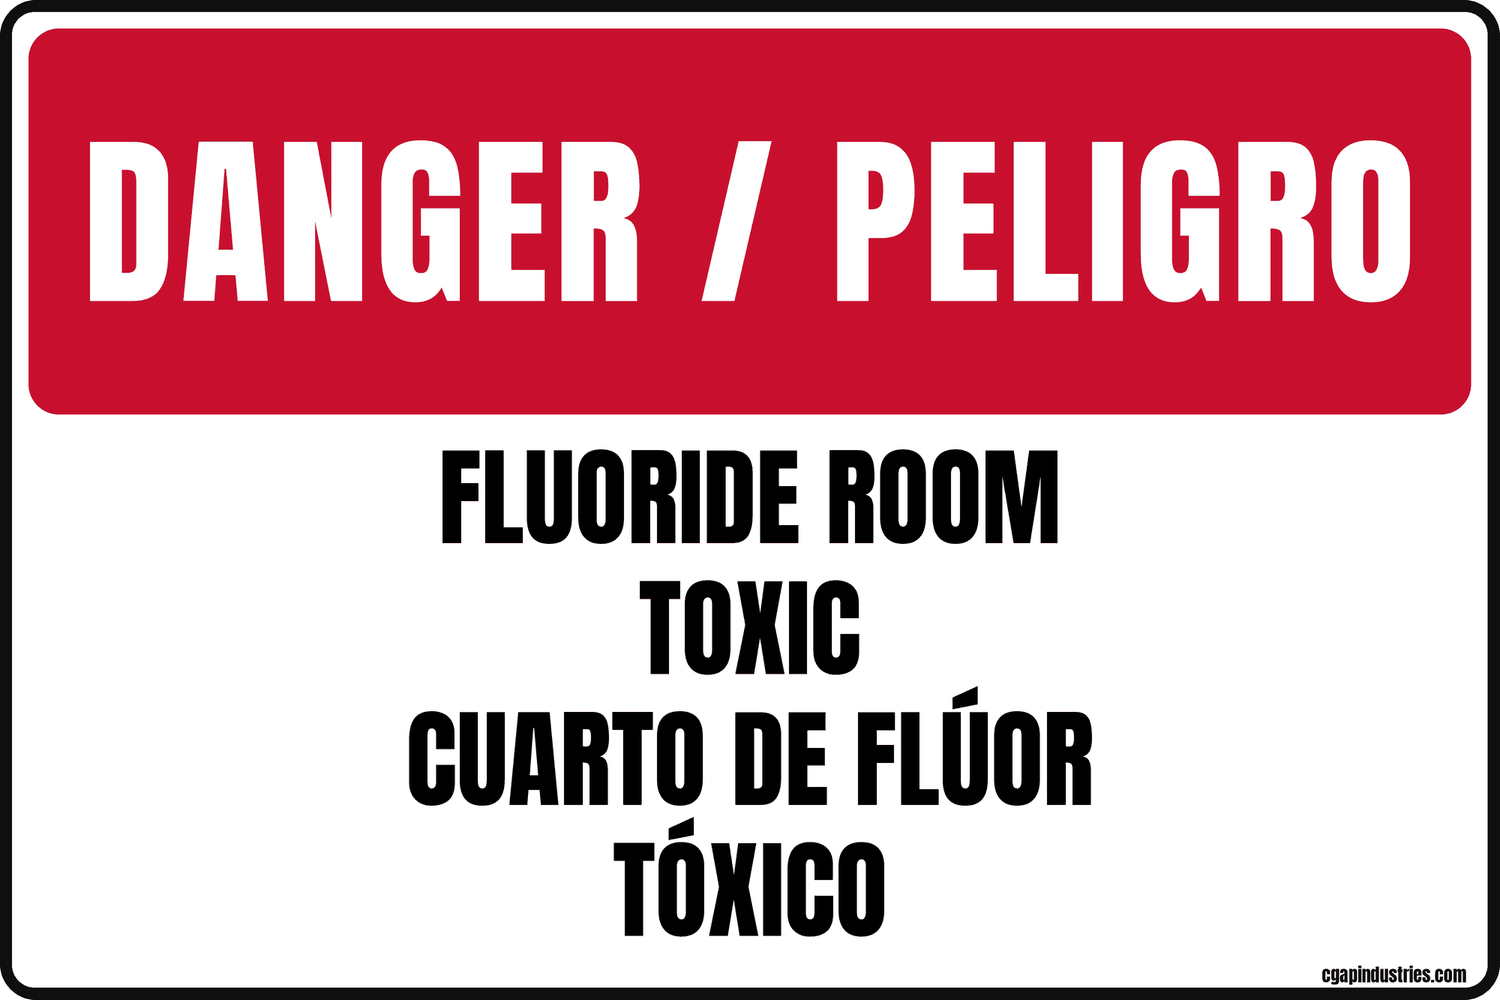 DANGER / PELIGRO
FLUORIDE ROOM
TOXIC
CUARTO DE FLÚOR
TÓXICO
cgapindustries.com